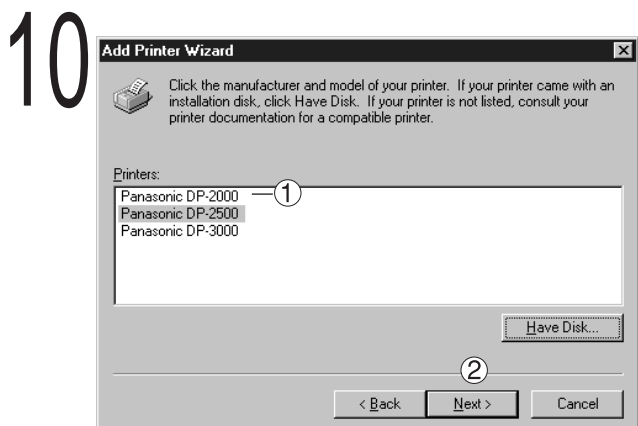 10
Add Printer Wizard
Click the manufacturer and model of your printer. If your printer came with an
installation disk, click Have Disk. If your printer is not listed, consult your
printer documentation for a compatible printer.
Printers:
Panasonic DP-2000 ①
Panasonic DP-2500
Panasonic DP-3000
Have Disk...
②
< Back Next > Cancel